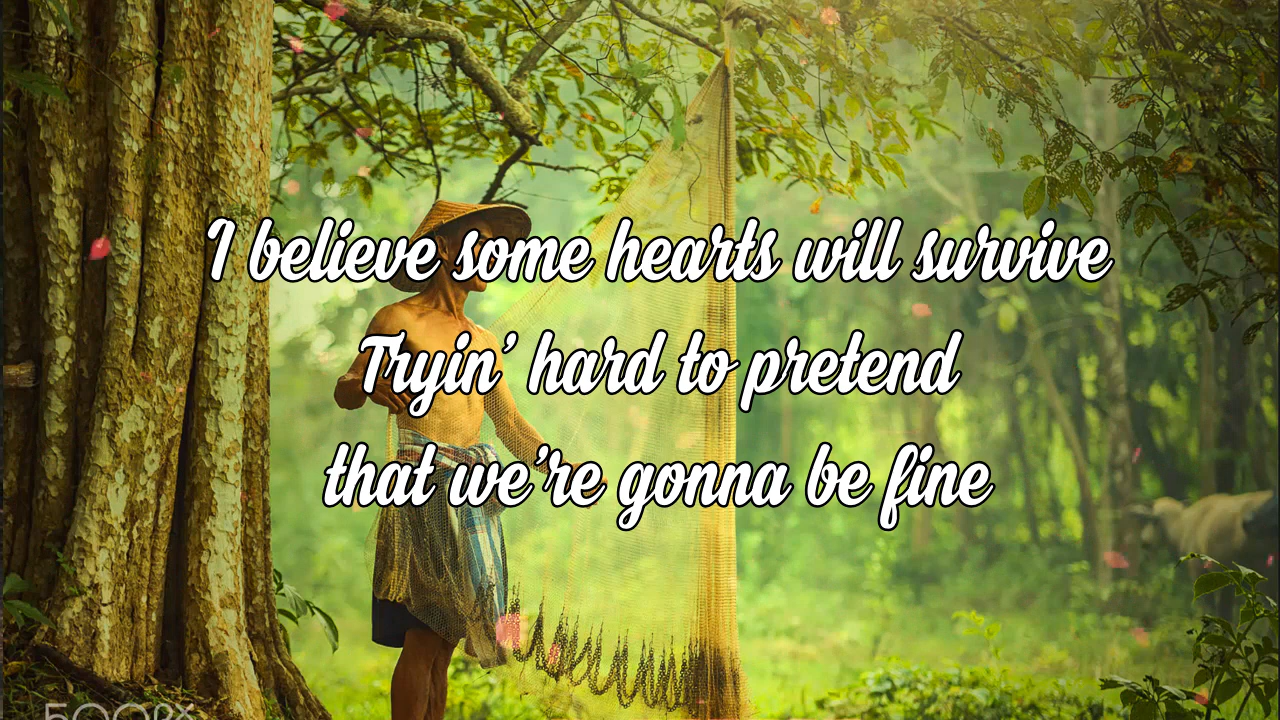 I believe some hearts will survive
Tryin’ hard to pretend
that we’re gonna be fine
500px